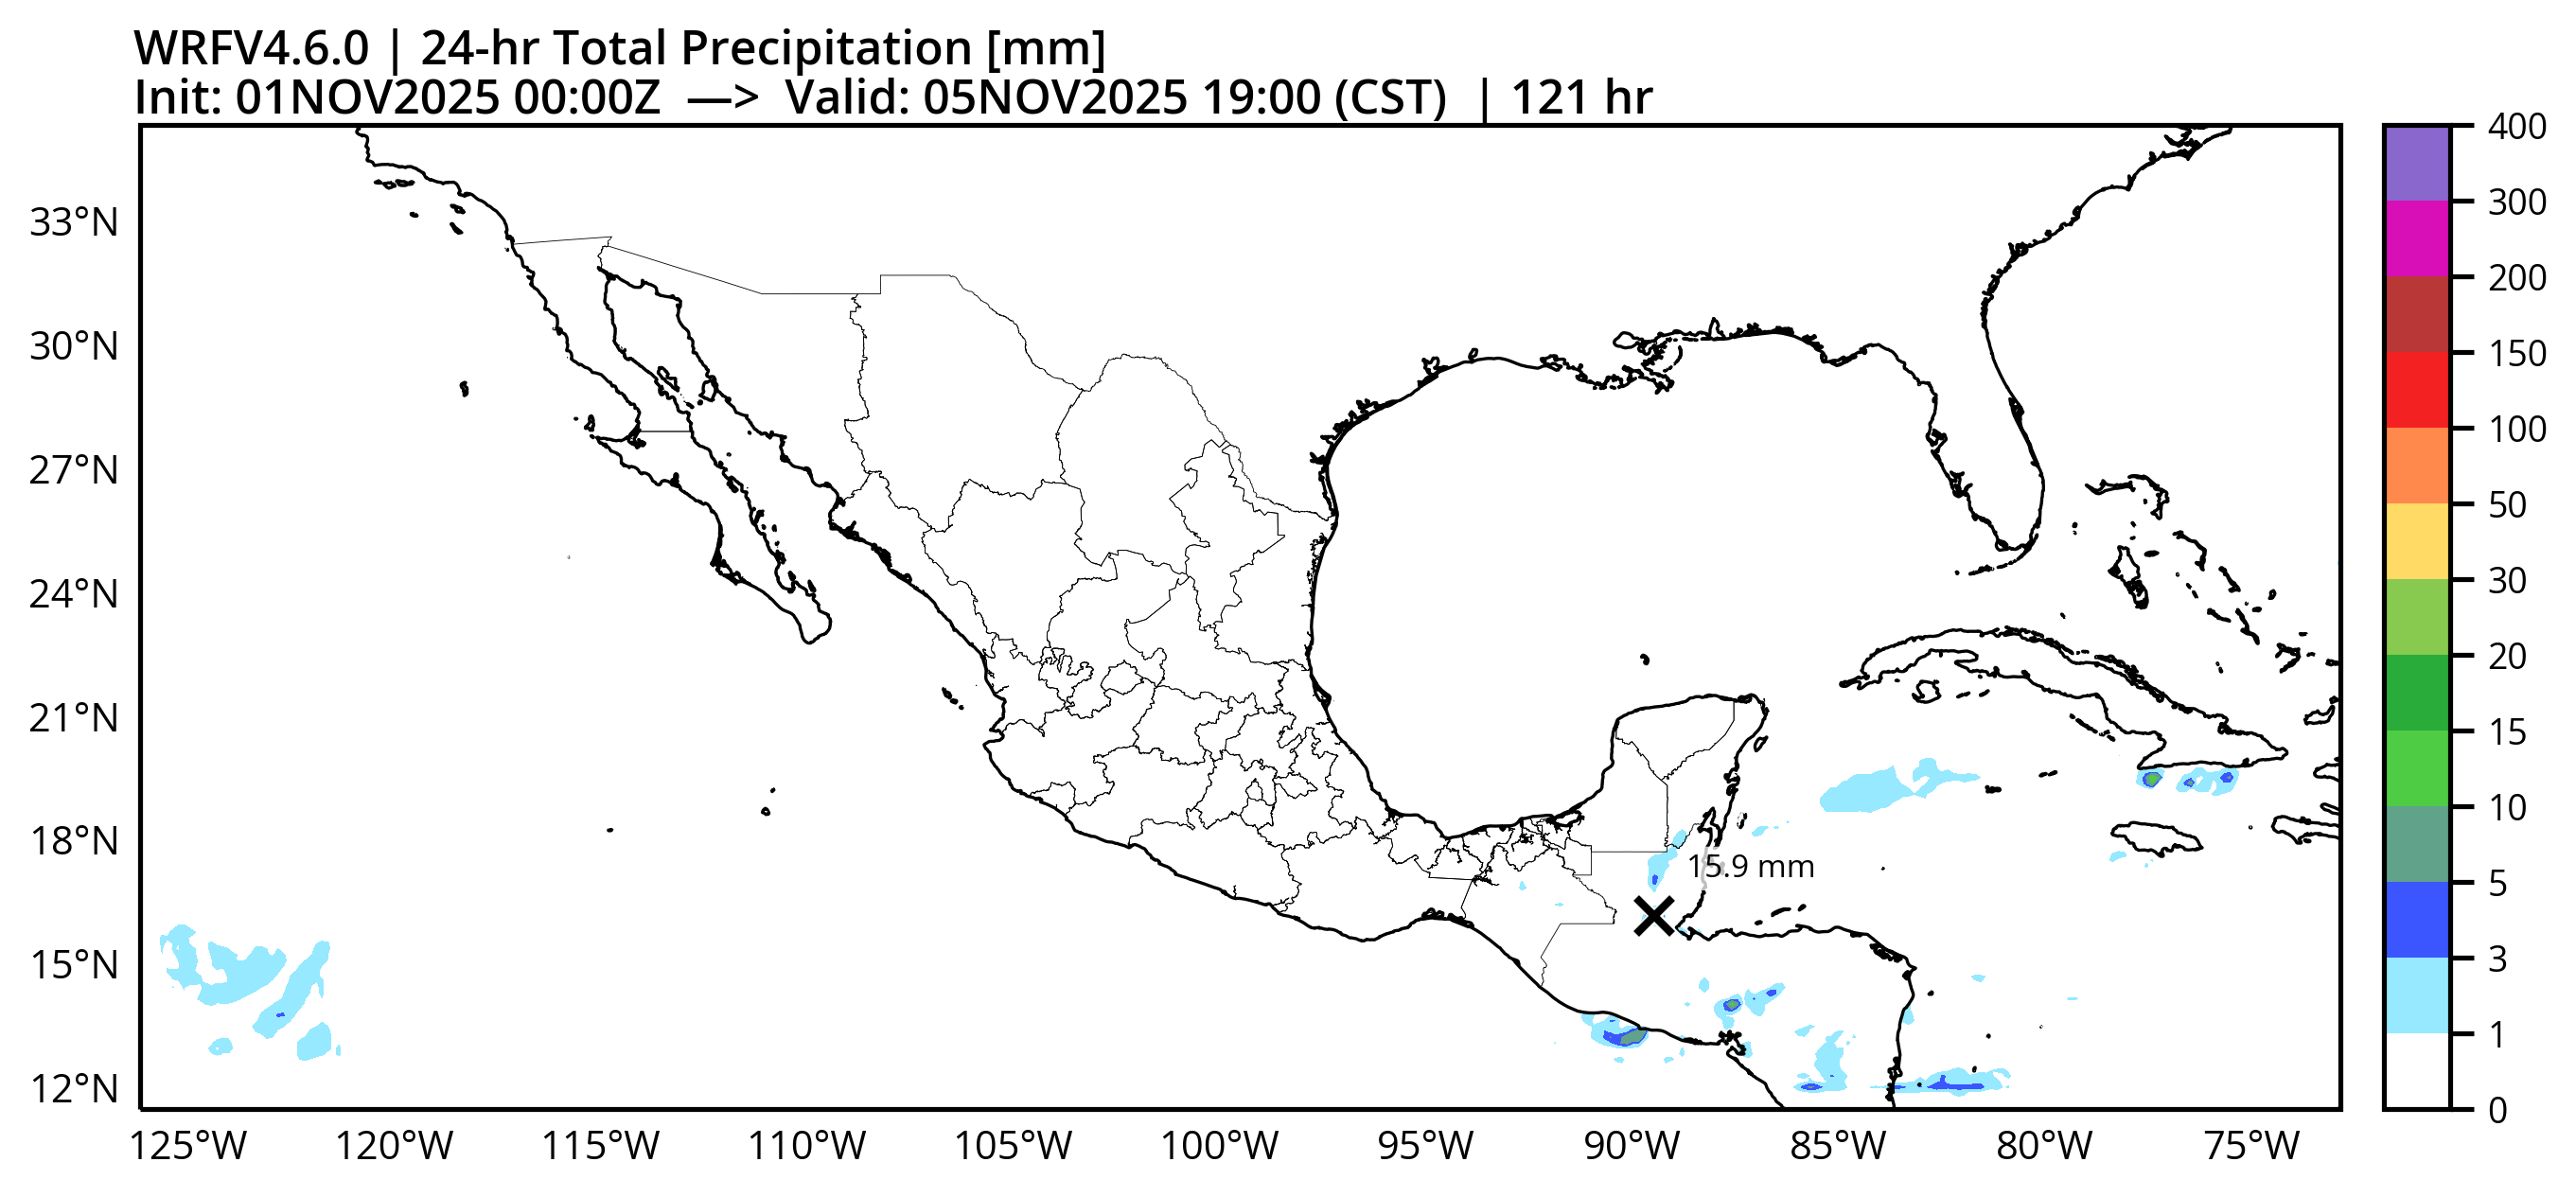 WRFV4.6.0 | 24-hr Total Precipitation [mm]
Init: 01NOV2025 00:00Z —> Valid: 05NOV2025 19:00 (CST) | 121 hr
33°N
30°N
27°N
24°N
21°N
18°N
15°N
12°N
15.9 mm
125°W 120°W 115°W 110°W 105°W 100°W 95°W 90°W 85°W 80°W 75°W
400
300
200
150
100
50
30
20
15
10
5
3
1
0